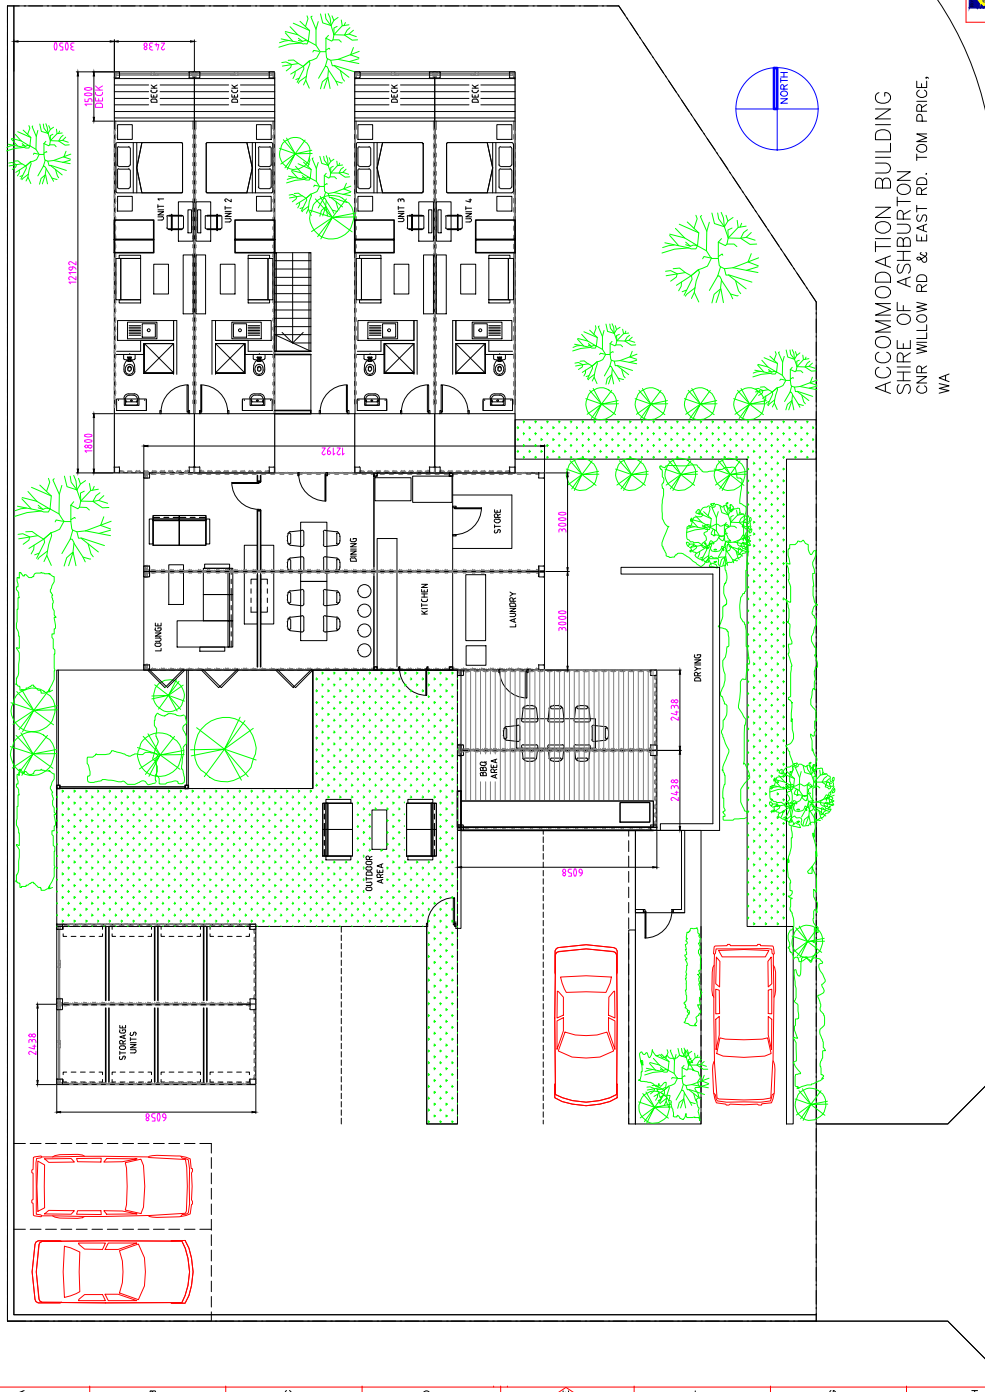 3050
2438
1500
DECK
DECK
DECK
DECK
DECK
12192
UNIT 1
UNIT 2
UNIT 3
UNIT 4
NORTH
ACCOMMODATION BUILDING
SHIRE OF ASHBURTON
CNR WILLOW RD & EAST RD. TOM PRICE,
WA
1800
12192
LOUNGE
DINING
KITCHEN
STORE
LAUNDRY
3000
3000
DRYING
BBQ
AREA
2438
2438
6058
OUTDOOR
AREA
STORAGE
UNITS
2438
6058